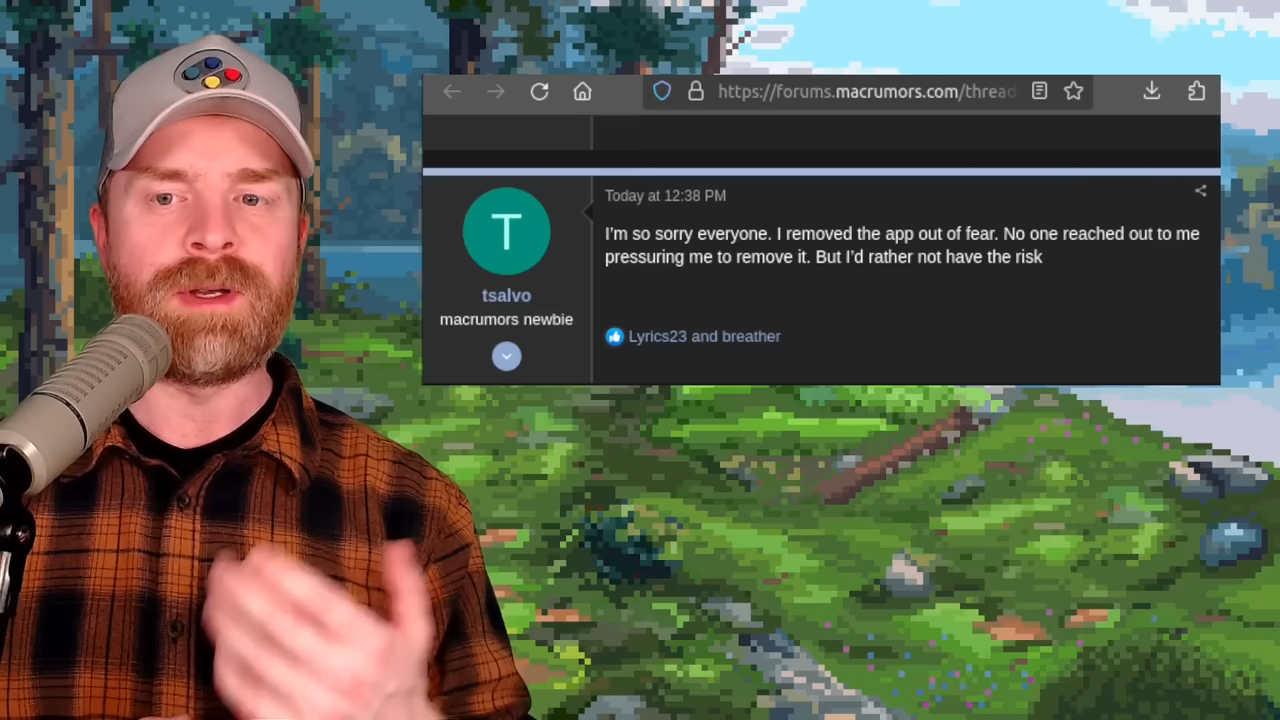 https://forums.macrumors.com/thread
T
tsalvo
macrumors newbie
Today at 12:38 PM
I'm so sorry everyone. I removed the app out of fear. No one reached out to me
pressuring me to remove it. But I'd rather not have the risk
Lyrics23 and breather